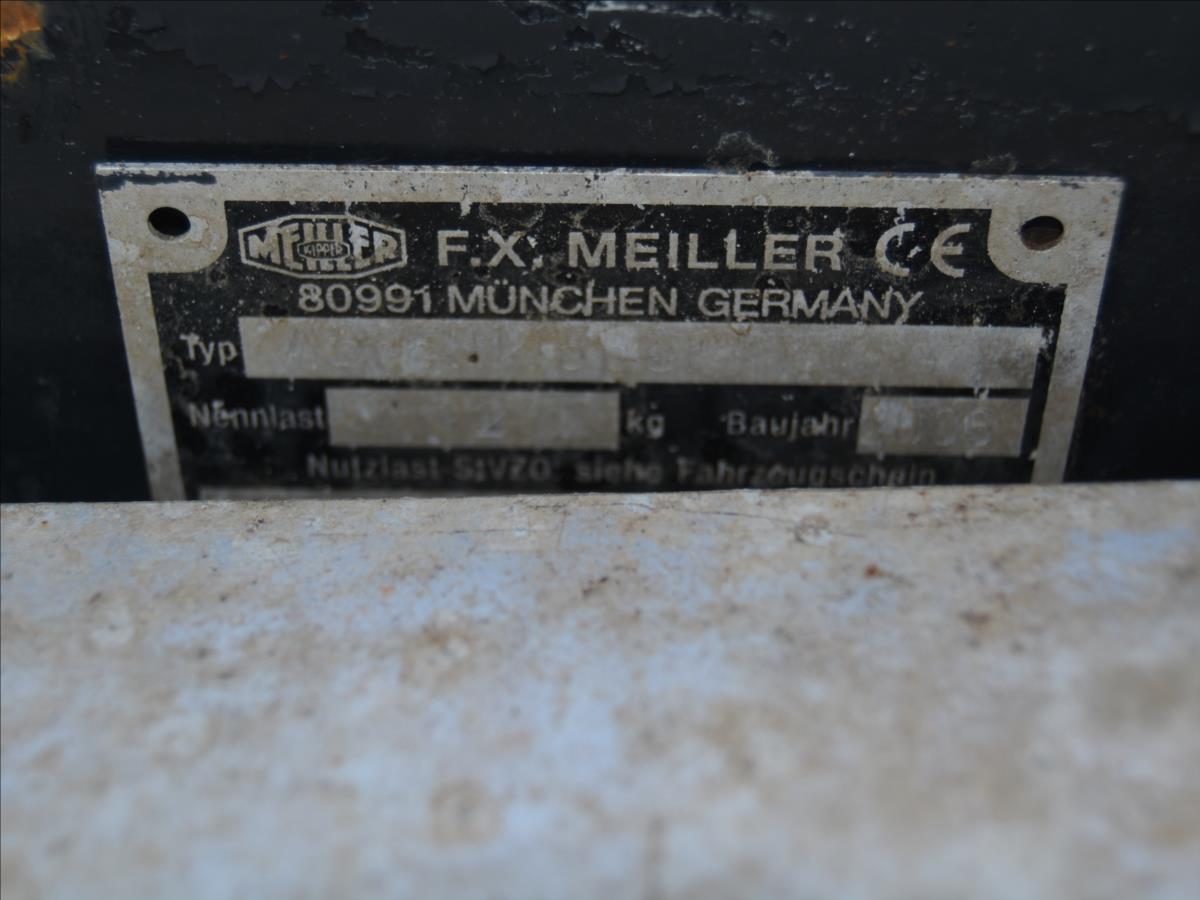 MEILLER KIPPER F.X. MEILLER CE
80991 MÜNCHEN GERMANY
Typ
Nennlast kg Baujahr
Nutzlast StVZO. siehe Fahrzeugschein